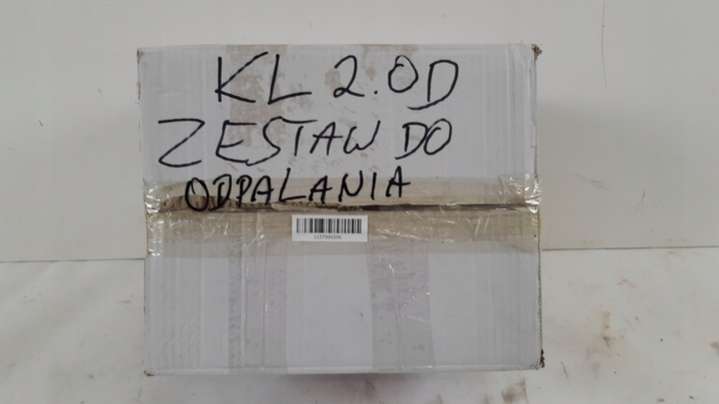 KL 2.0D
ZESTAW DO
ODPALANIA